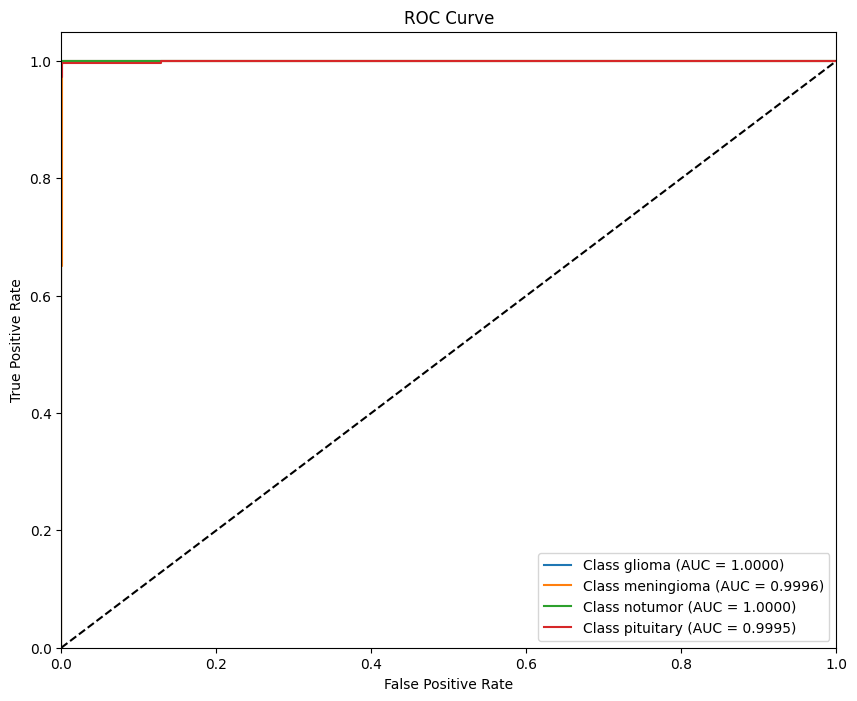 ROC Curve
True Positive Rate
1.0
0.8
0.6
0.4
0.2
0.0
Class glioma (AUC = 1.0000)
Class meningioma (AUC = 0.9996)
Class notumor (AUC = 1.0000)
Class pituitary (AUC = 0.9995)
0.0 0.2 0.4 0.6 0.8 1.0
False Positive Rate